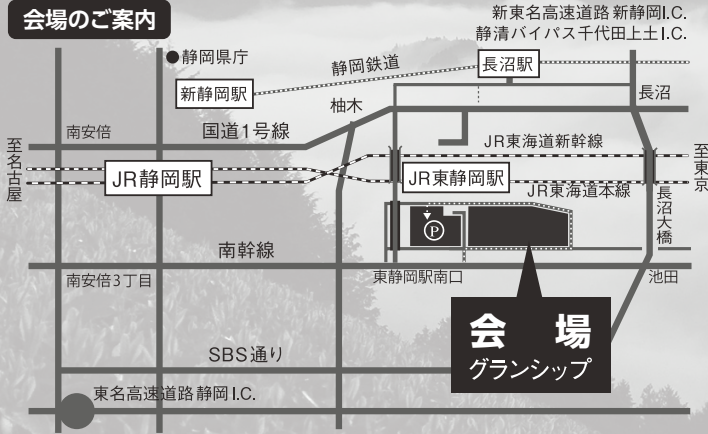 会場のご案内
新東名高速道路 新静岡I.C.
静清バイパス千代田上土I.C.
静岡県庁
静岡鉄道
長沼駅
新静岡駅
柚木
長沼
南安倍
国道1号線
JR東海道新幹線
至名古屋
JR静岡駅
JR東静岡駅
至東京
JR東海道本線
長沼大橋
P
南幹線
南安倍3丁目
東静岡駅南口
池田
会 場
グランシップ
SBS通り
東名高速道路 静岡I.C.